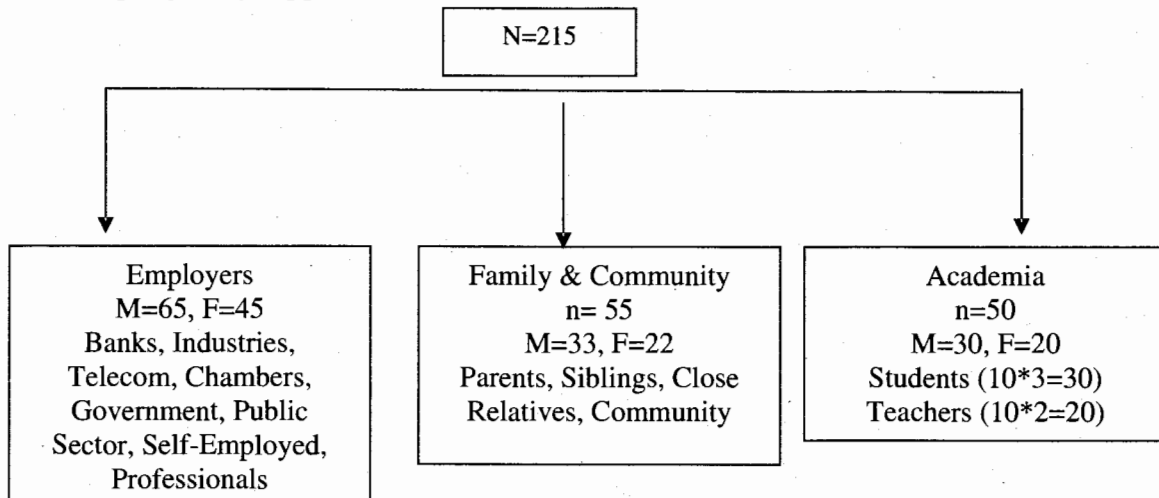 N=215
Employers
M=65, F=45
Banks, Industries,
Telecom, Chambers,
Government, Public
Sector, Self-Employed,
Professionals
Family & Community
n= 55
M=33, F=22
Parents, Siblings, Close
Relatives, Community
Academia
n=50
M=30, F=20
Students (10*3=30)
Teachers (10*2=20)